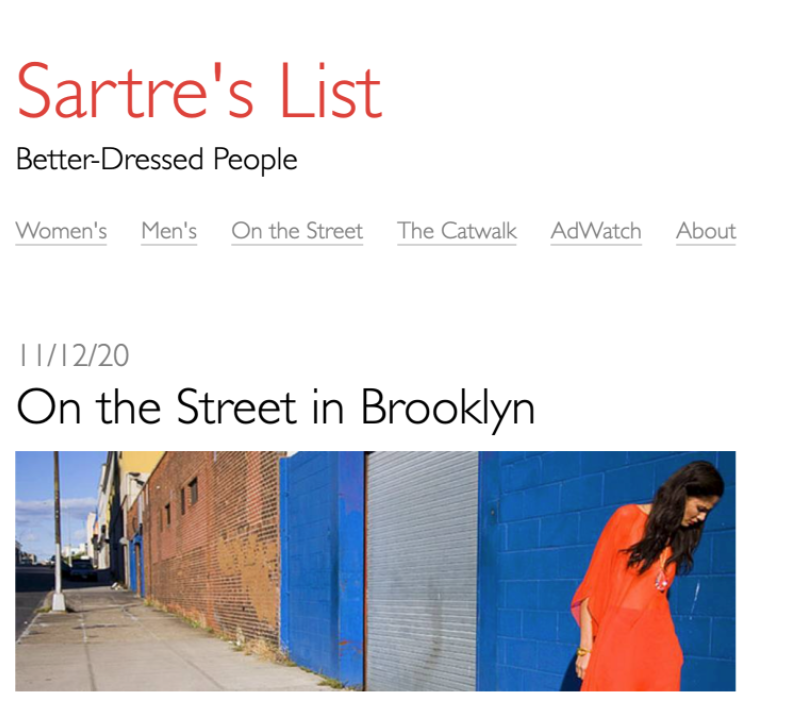 Sartre's List
Better-Dressed People
Women's Men's On the Street The Catwalk AdWatch About
11/12/20
On the Street in Brooklyn